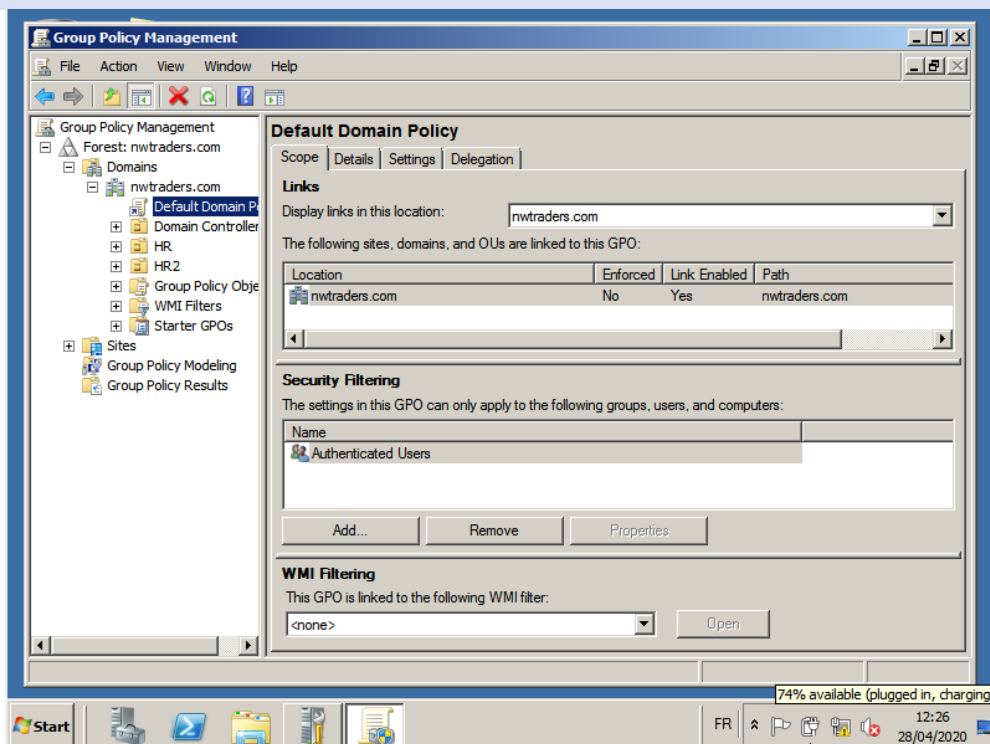 Group Policy Management
File Action View Window Help
Group Policy Management
Forest: nwtraders.com
Domains
nwtraders.com
Default Domain Po
Domain Controller
HR
HR2
Group Policy Obje
WMI Filters
Starter GPOs
Sites
Group Policy Modeling
Group Policy Results
Default Domain Policy
Scope Details Settings Delegation
Links
Display links in this location: nwtraders.com
The following sites, domains, and OUs are linked to this GPO:
Location Enforced Link Enabled Path
nwtraders.com No Yes nwtraders.com
Security Filtering
The settings in this GPO can only apply to the following groups, users, and computers:
Name
Authenticated Users
Add... Remove Properties
WMI Filtering
This GPO is linked to the following WMI filter:
<none> Open
74% available (plugged in, charging
Start FR 12:26
28/04/2020